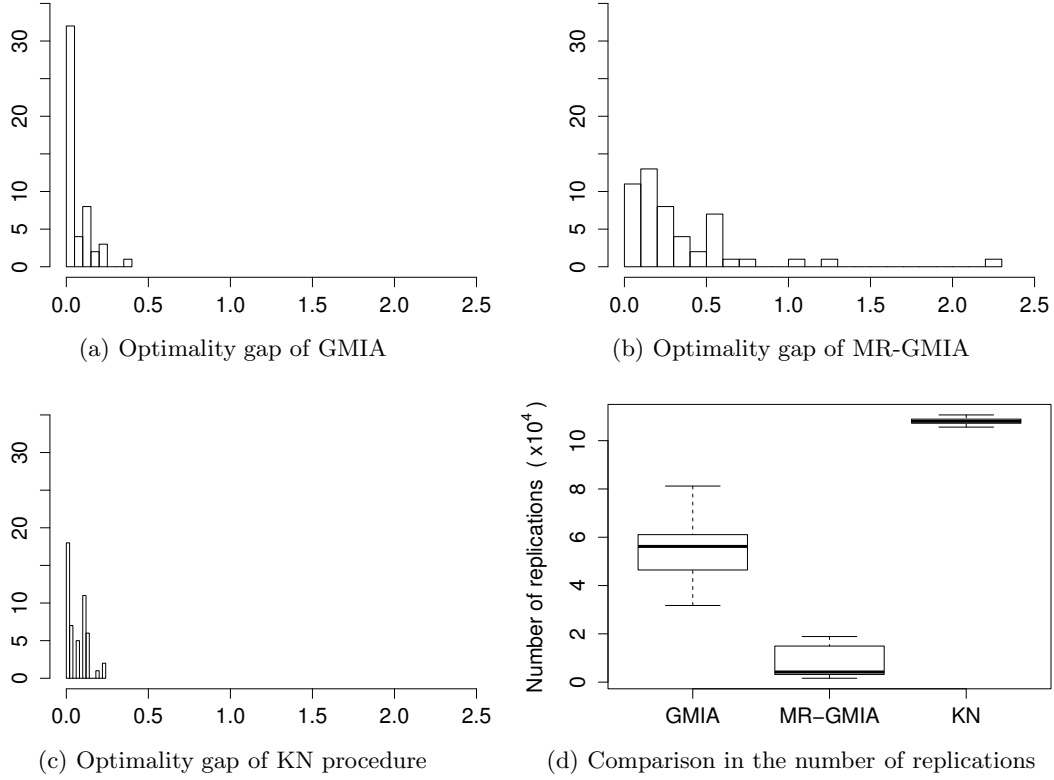 0 5 10 20 30
0.0 0.5 1.0 1.5 2.0 2.5
(a) Optimality gap of GMIA
0 5 10 20 30
0.0 0.5 1.0 1.5 2.0 2.5
(b) Optimality gap of MR-GMIA
0 5 10 20 30
0.0 0.5 1.0 1.5 2.0 2.5
(c) Optimality gap of KN procedure
Number of replications (x10⁴)
0 2 4 6 8 10
GMIA MR−GMIA KN
(d) Comparison in the number of replications